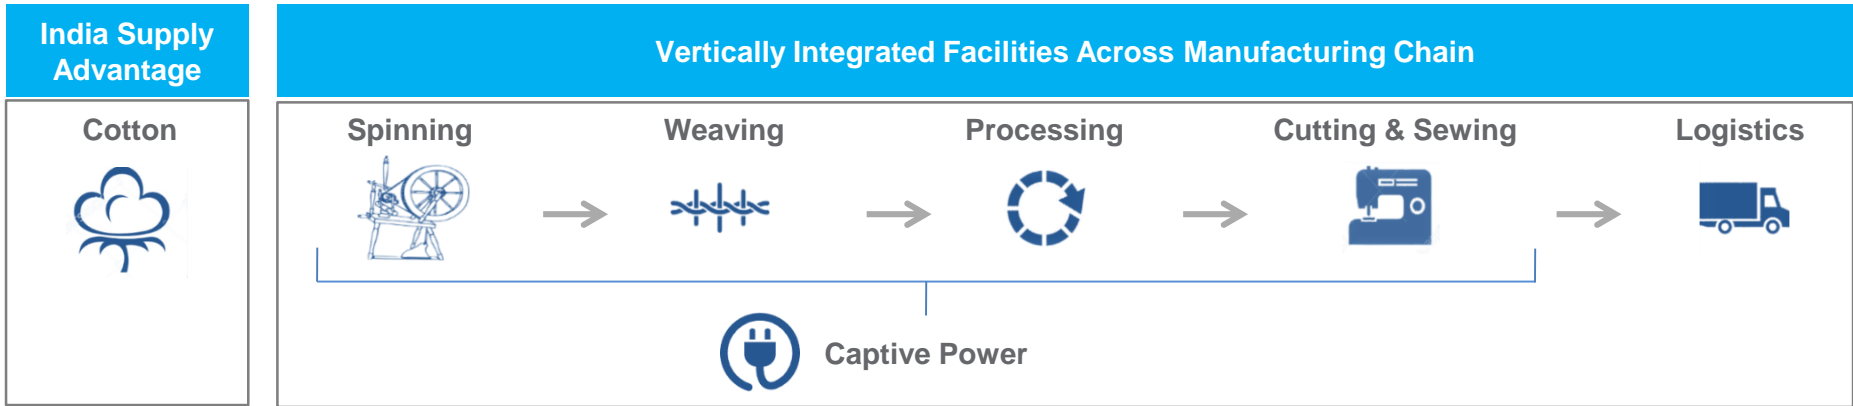 India Supply
Advantage
Vertically Integrated Facilities Across Manufacturing Chain
Cotton
Spinning
Weaving
Processing
Cutting & Sewing
Logistics
Captive Power